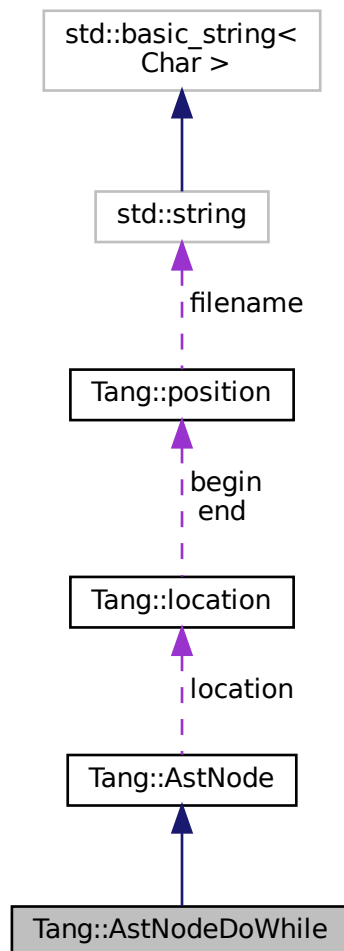 std::basic_string<
Char >
std::string
filename
Tang::position
begin
end
Tang::location
location
Tang::AstNode
Tang::AstNodeDoWhile